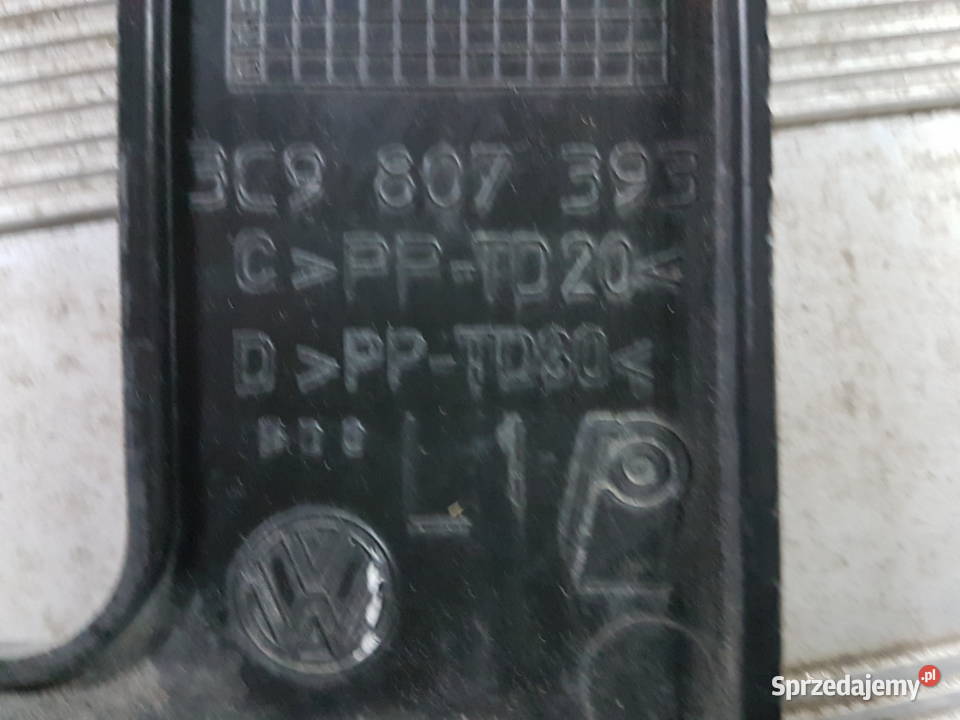 3C9 807 393
C >PP-TD20<
D >PP-TD30<
L 1
Sprzedajemy.pl